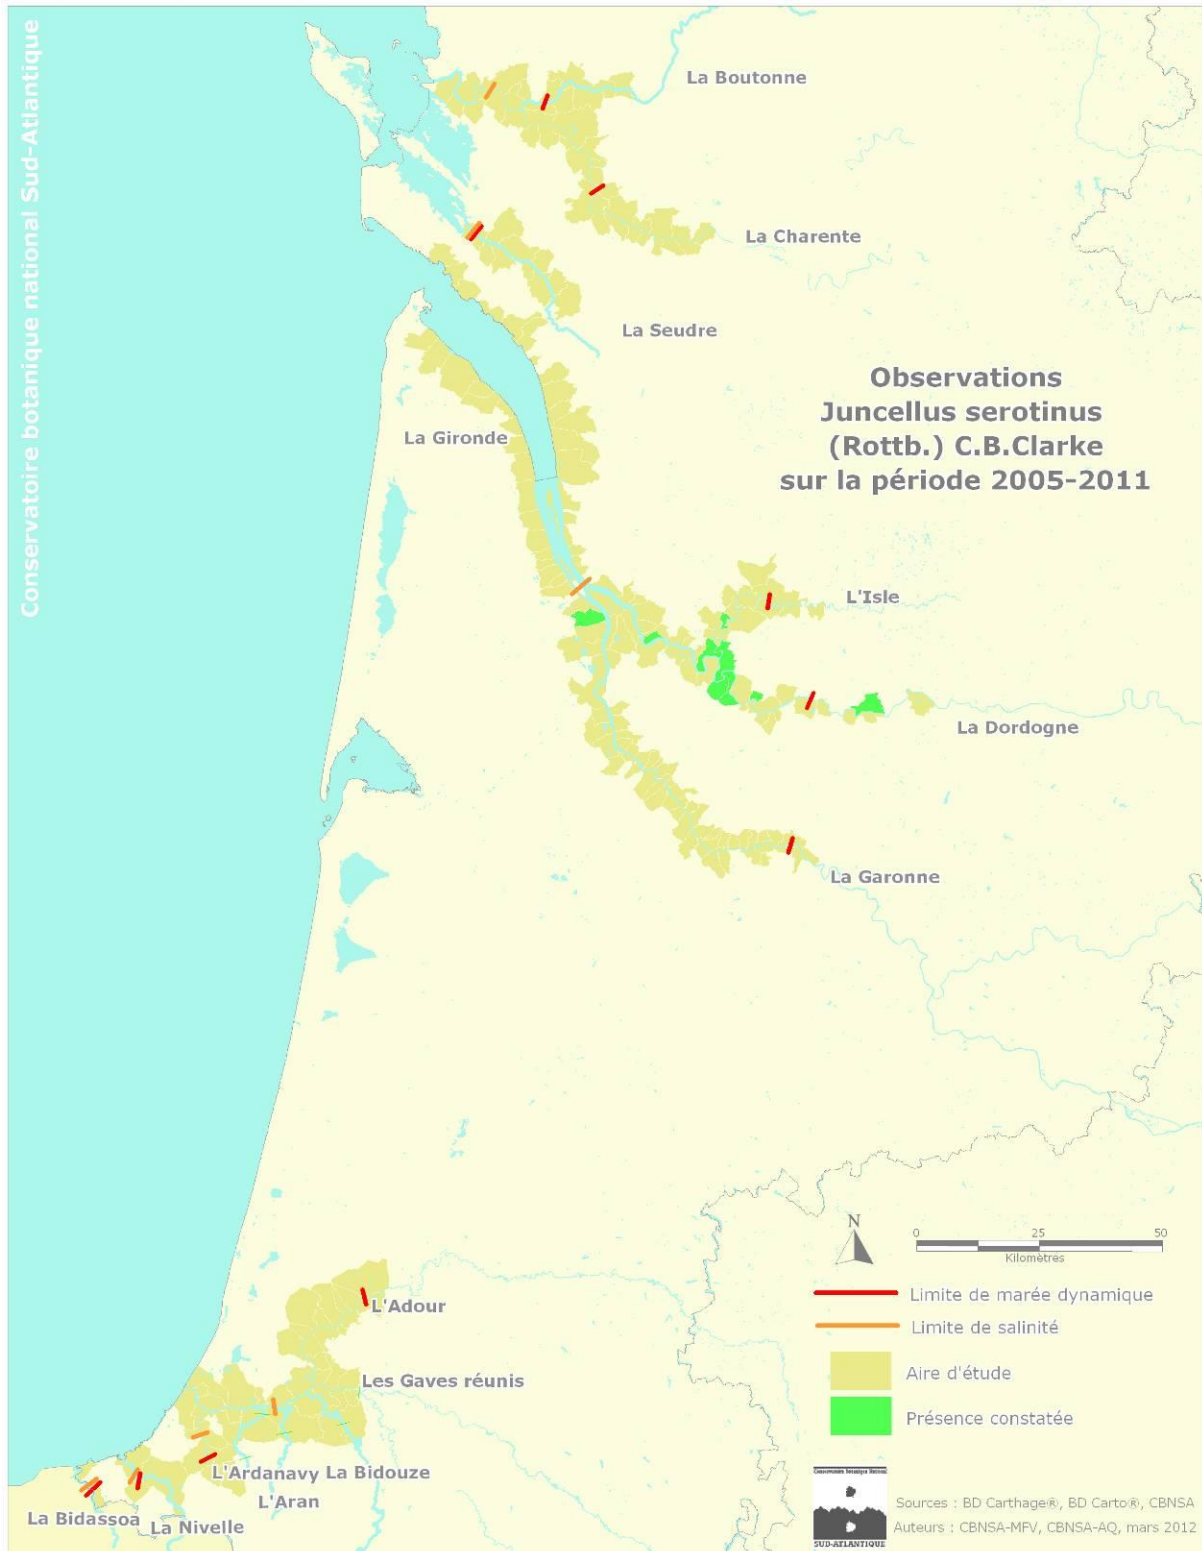 Conservatoire botanique national Sud-Atlantique
La Boutonne
La Charente
La Seudre
Observations
Juncellus serotinus
(Rottb.) C.B.Clarke
sur la période 2005-2011
La Gironde
L'Isle
La Dordogne
La Garonne
N
0 25 50
Kilomètres
Limite de marée dynamique
L'Adour
Limite de salinité
Les Gaves réunis
Aire d'étude
Présence constatée
L'Ardanavy La Bidouze
L'Aran
La Bidassoa La Nivelle
Conservatoire Botanique National
SUD-ATLANTIQUE
Sources : BD Carthage®, BD Carto®, CBNSA
Auteurs : CBNSA-MFV, CBNSA-AQ, mars 2012